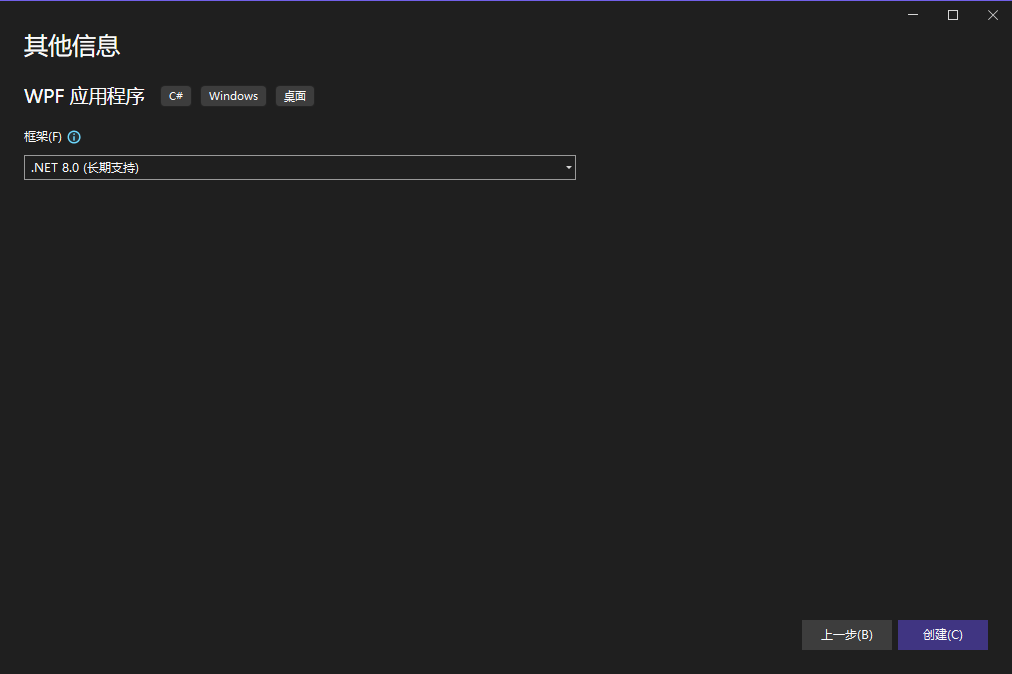 其他信息
WPF 应用程序 C# Windows 桌面
框架(F)
.NET 8.0 (长期支持)
上一步(B) 创建(C)